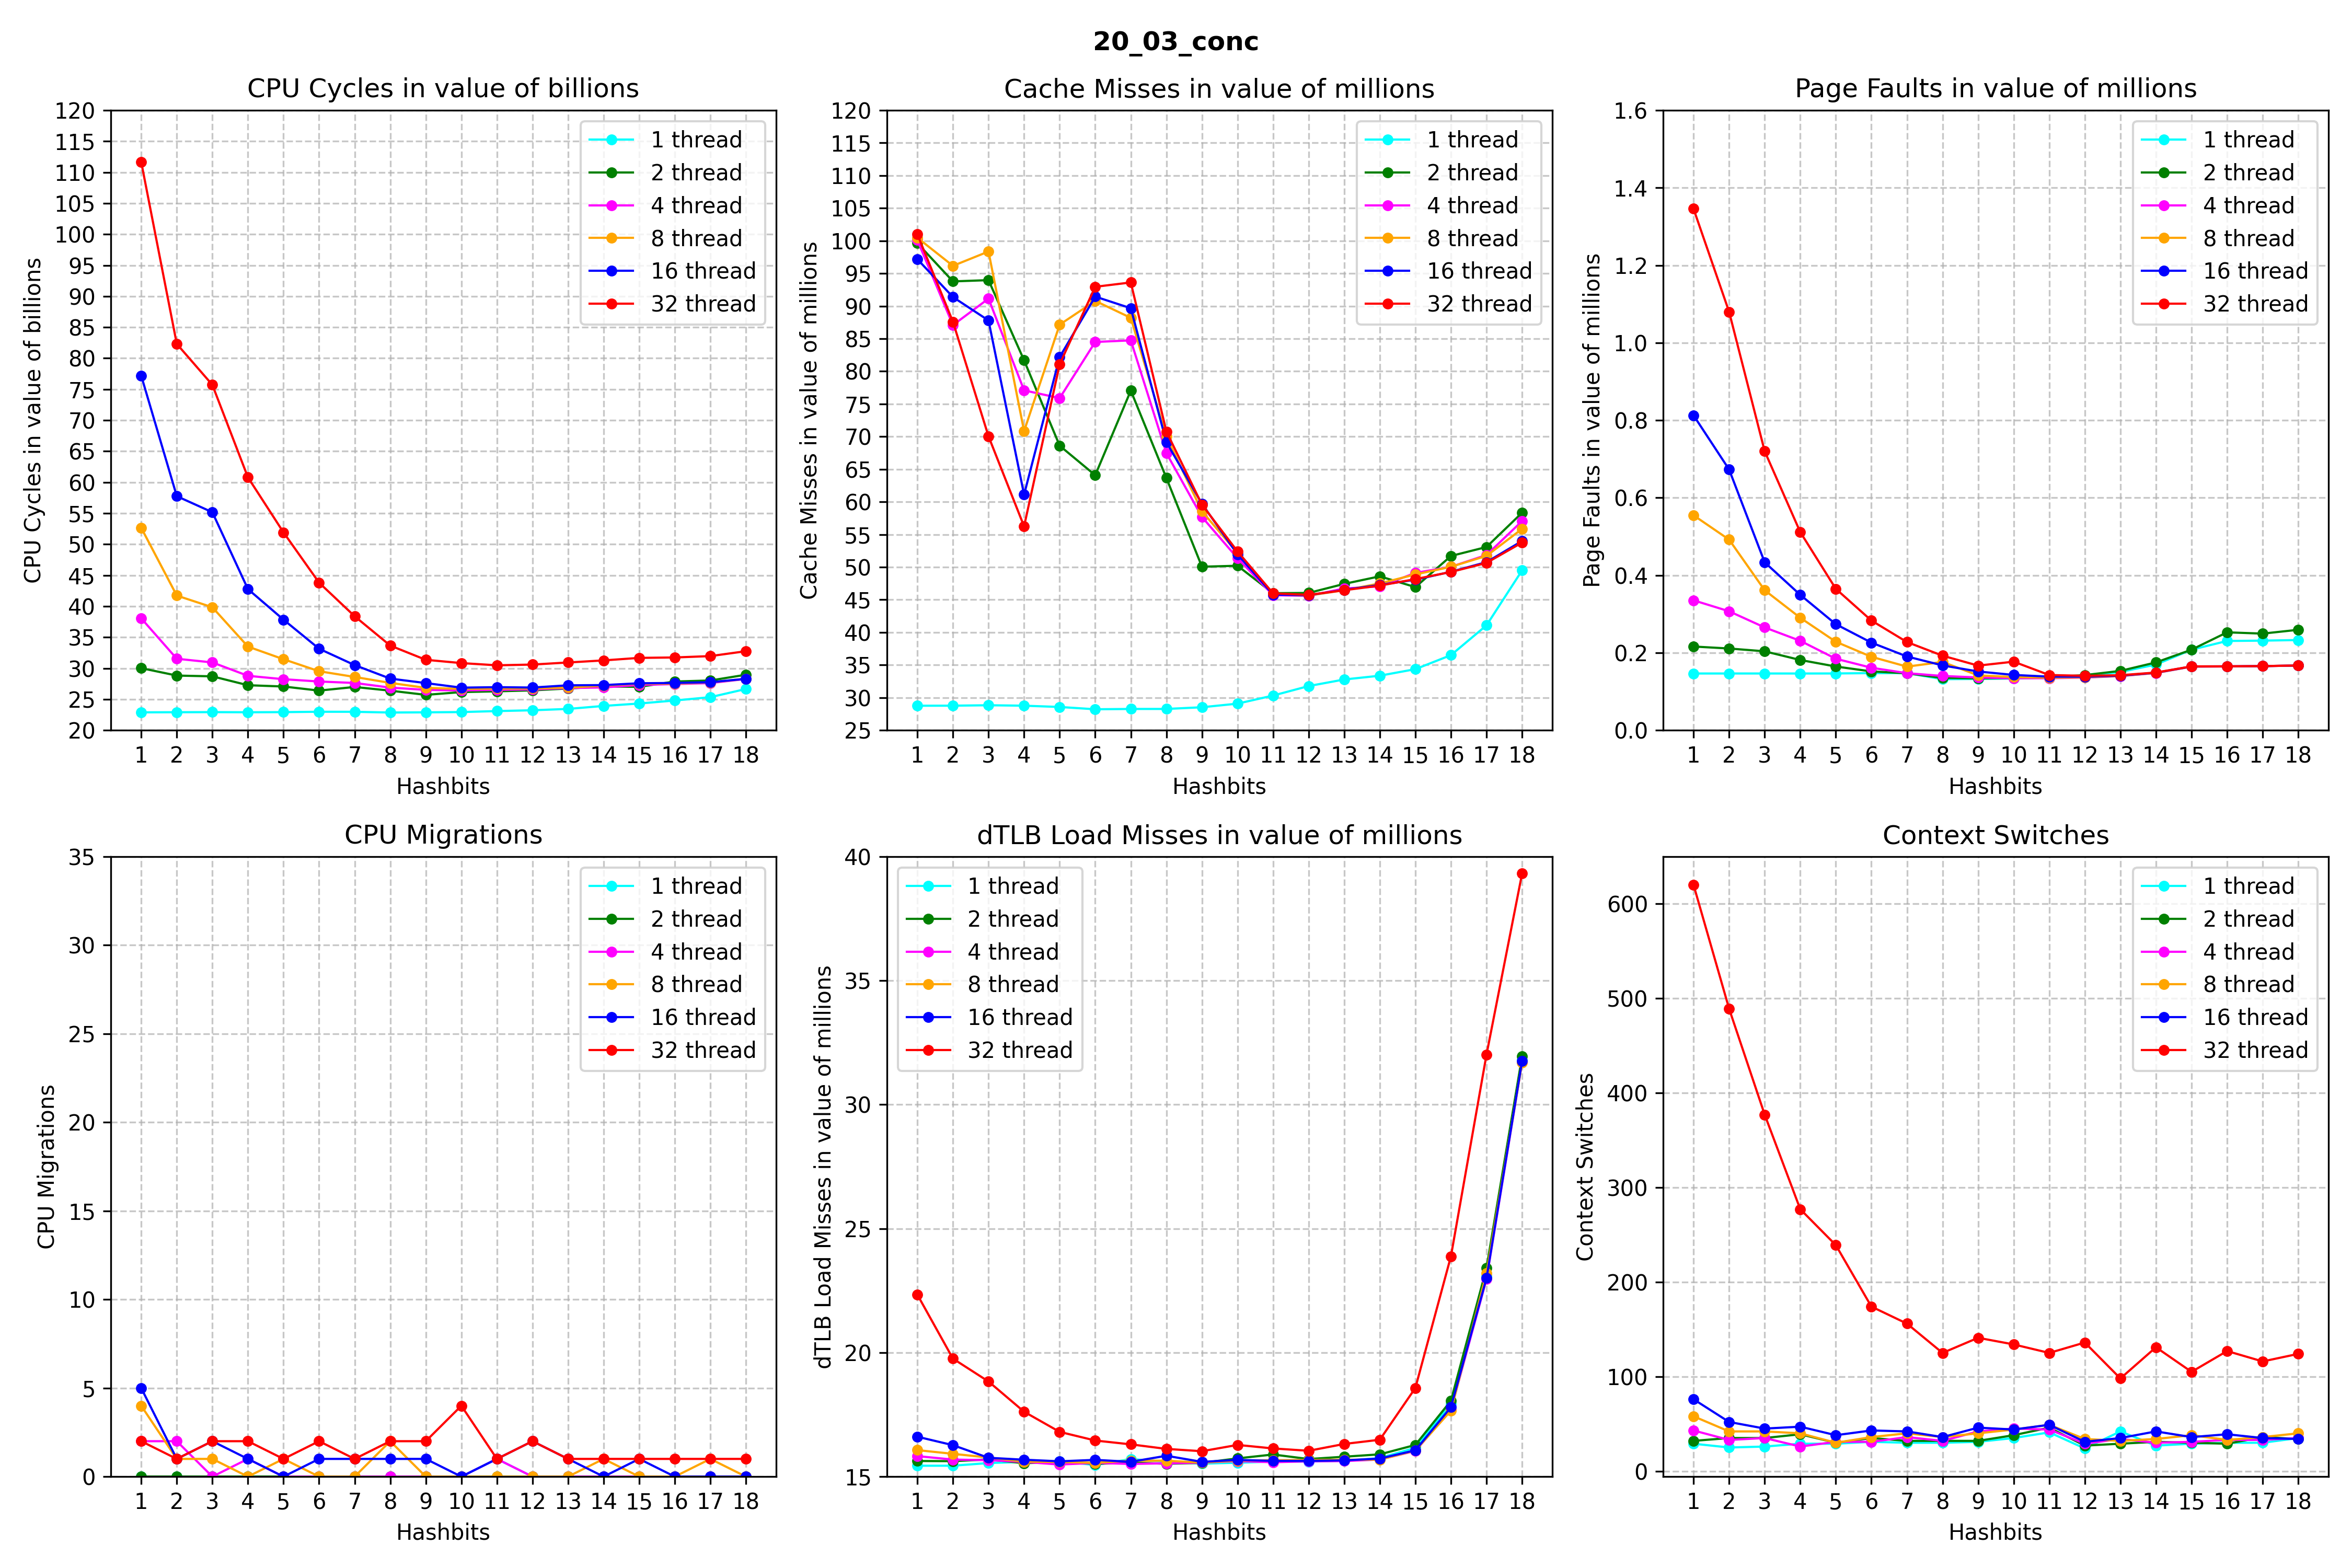 20_03_conc
CPU Cycles in value of billions
CPU Cycles in value of billions
120
115
110
105
100
95
90
85
80
75
70
65
60
55
50
45
40
35
30
25
20
1 thread
2 thread
4 thread
8 thread
16 thread
32 thread
1 2 3 4 5 6 7 8 9 10 11 12 13 14 15 16 17 18
Hashbits
Cache Misses in value of millions
Cache Misses in value of millions
120
115
110
105
100
95
90
85
80
75
70
65
60
55
50
45
40
35
30
25
1 thread
2 thread
4 thread
8 thread
16 thread
32 thread
1 2 3 4 5 6 7 8 9 10 11 12 13 14 15 16 17 18
Hashbits
Page Faults in value of millions
Page Faults in value of millions
1.6
1.4
1.2
1.0
0.8
0.6
0.4
0.2
0.0
1 thread
2 thread
4 thread
8 thread
16 thread
32 thread
1 2 3 4 5 6 7 8 9 10 11 12 13 14 15 16 17 18
Hashbits
CPU Migrations
CPU Migrations
35
30
25
20
15
10
5
0
1 thread
2 thread
4 thread
8 thread
16 thread
32 thread
1 2 3 4 5 6 7 8 9 10 11 12 13 14 15 16 17 18
Hashbits
dTLB Load Misses in value of millions
dTLB Load Misses in value of millions
40
35
30
25
20
15
1 thread
2 thread
4 thread
8 thread
16 thread
32 thread
1 2 3 4 5 6 7 8 9 10 11 12 13 14 15 16 17 18
Hashbits
Context Switches
Context Switches
600
500
400
300
200
100
0
1 thread
2 thread
4 thread
8 thread
16 thread
32 thread
1 2 3 4 5 6 7 8 9 10 11 12 13 14 15 16 17 18
Hashbits